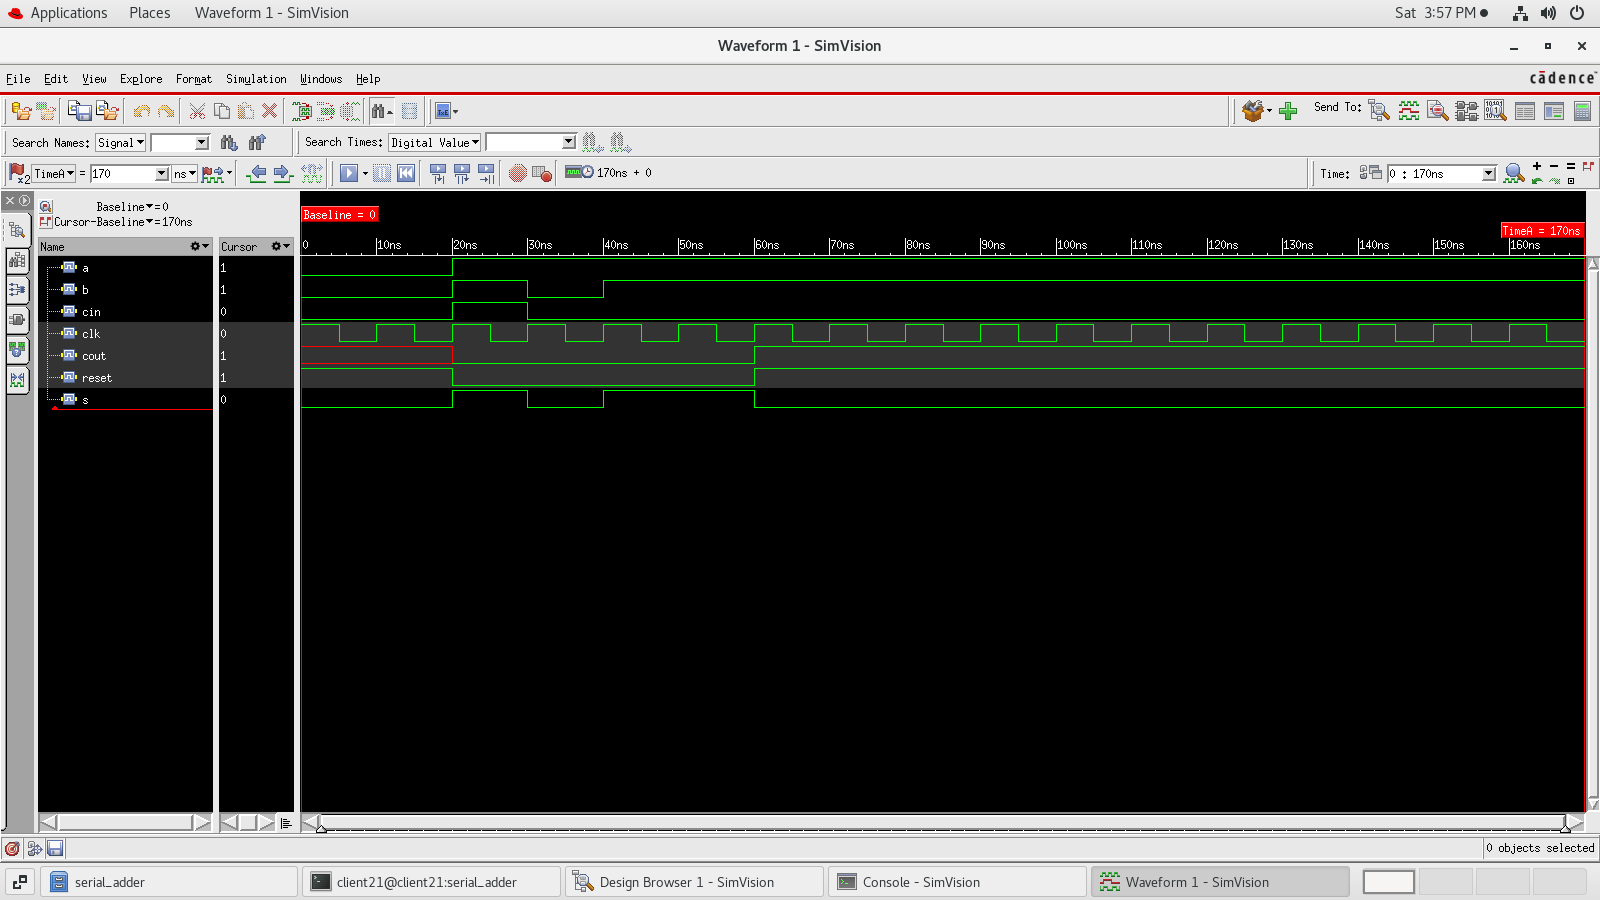 Applications Places Waveform 1 - SimVision Sat 3:57 PM
Waveform 1 - SimVision
File Edit View Explore Format Simulation Windows Help cādence
Send To:
Search Names: Signal Search Times: Digital Value
TimeA = 170 ns 170ns + 0 Time: 0 : 170ns
Baseline = 0
Cursor-Baseline = 170ns
Baseline = 0
TimeA = 170ns
Name Cursor 0 10ns 20ns 30ns 40ns 50ns 60ns 70ns 80ns 90ns 100ns 110ns 120ns 130ns 140ns 150ns 160ns
a 1
b 1
cin 0
clk 0
cout 1
reset 1
s 0
0 objects selected
serial_adder client21@client21:serial_adder Design Browser 1 - SimVision Console - SimVision Waveform 1 - SimVision